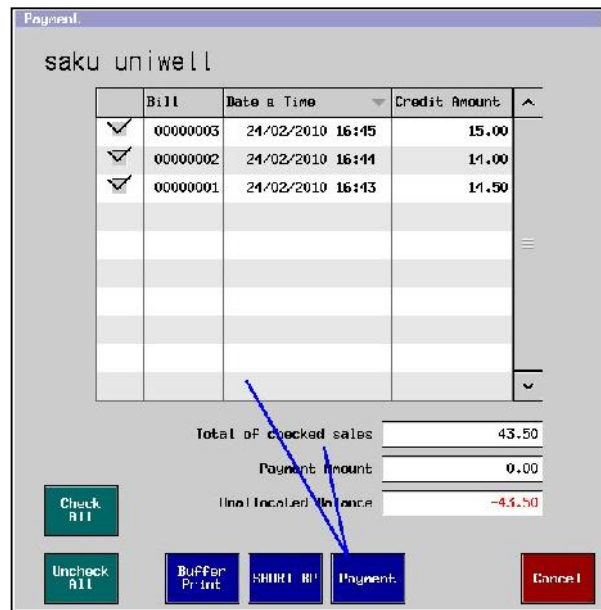 Payment.
saku uniwell
Bill Date & Time Credit Amount
00000003 24/02/2010 16:45 15.00
00000002 24/02/2010 16:44 14.00
00000001 24/02/2010 16:43 14.50
Total of checked sales 43.50
Payment Amount 0.00
Unallocated Balance -43.50
Check
All
Uncheck
All
Buffer
Print
SHORT BP
Payment
Cancel